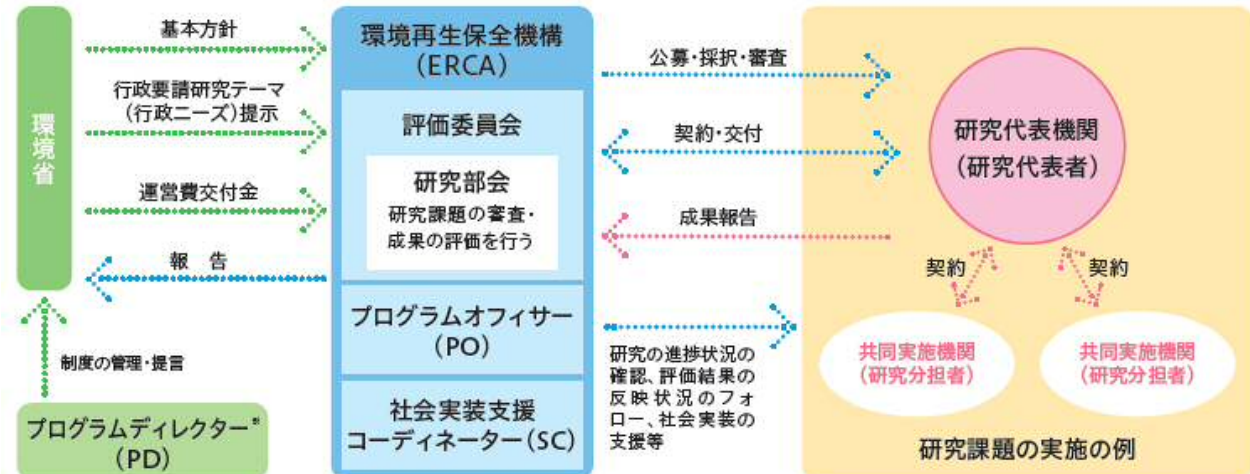 環境省
基本方針
行政要請研究テーマ
(行政ニーズ)提示
運営費交付金
報 告
制度の管理・提言
プログラムディレクター※
(PD)
環境再生保全機構
(ERCA)
評価委員会
研究部会
研究課題の審査・
成果の評価を行う
プログラムオフィサー
(PO)
社会実装支援
コーディネーター(SC)
公募・採択・審査
契約・交付
成果報告
研究の進捗状況の
確認、評価結果の
反映状況のフォ
ロー、社会実装の
支援等
研究代表機関
(研究代表者)
契約
契約
共同実施機関
(研究分担者)
共同実施機関
(研究分担者)
研究課題の実施の例